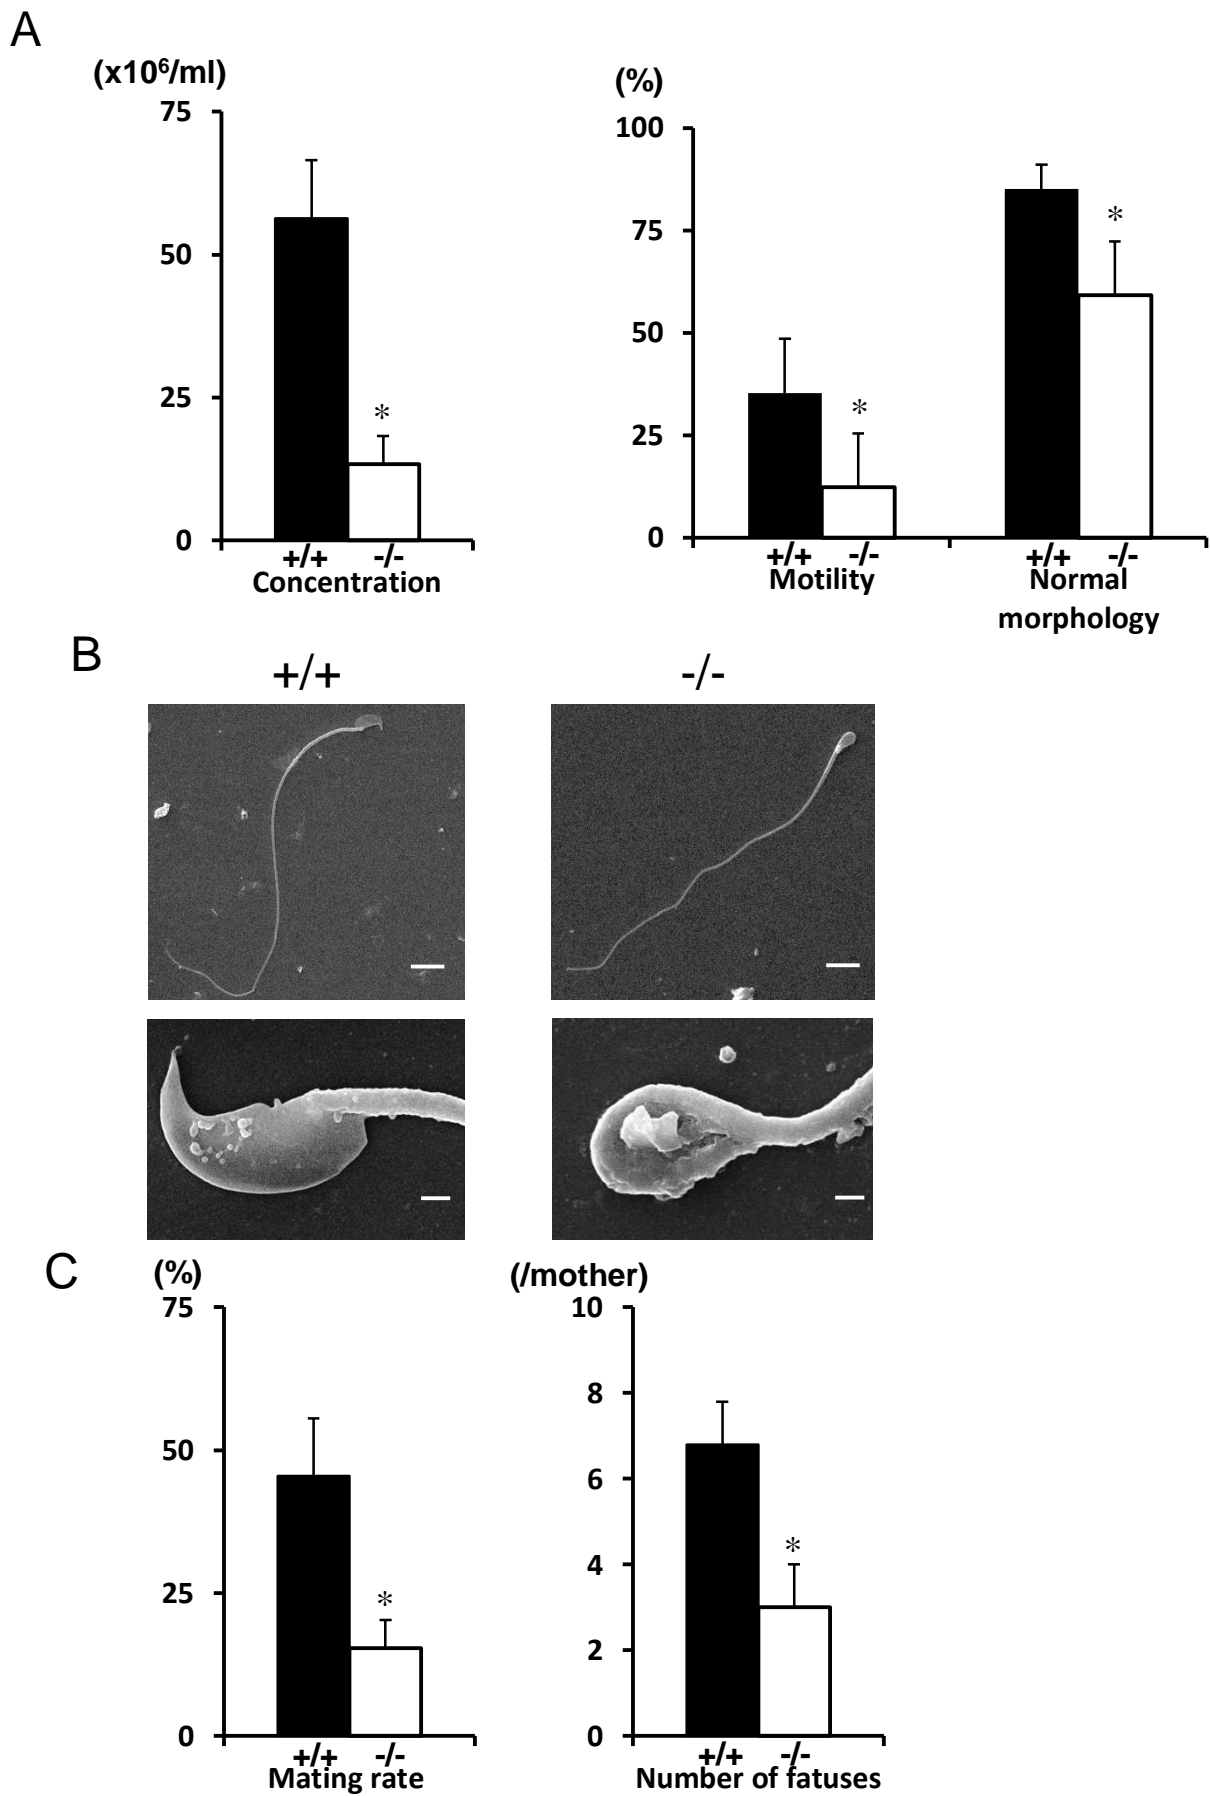 A
(x10⁶/ml)
75
50
25
0
+/+ -/-
Concentration
(%)
100
75
50
25
0
*
*
*
+/+ -/- +/+ -/-
Motility Normal
morphology
B
+/+ -/-
C
(%)
75
50
25
0
*
+/+ -/-
Mating rate
(/mother)
10
8
6
4
2
0
*
+/+ -/-
Number of fatuses